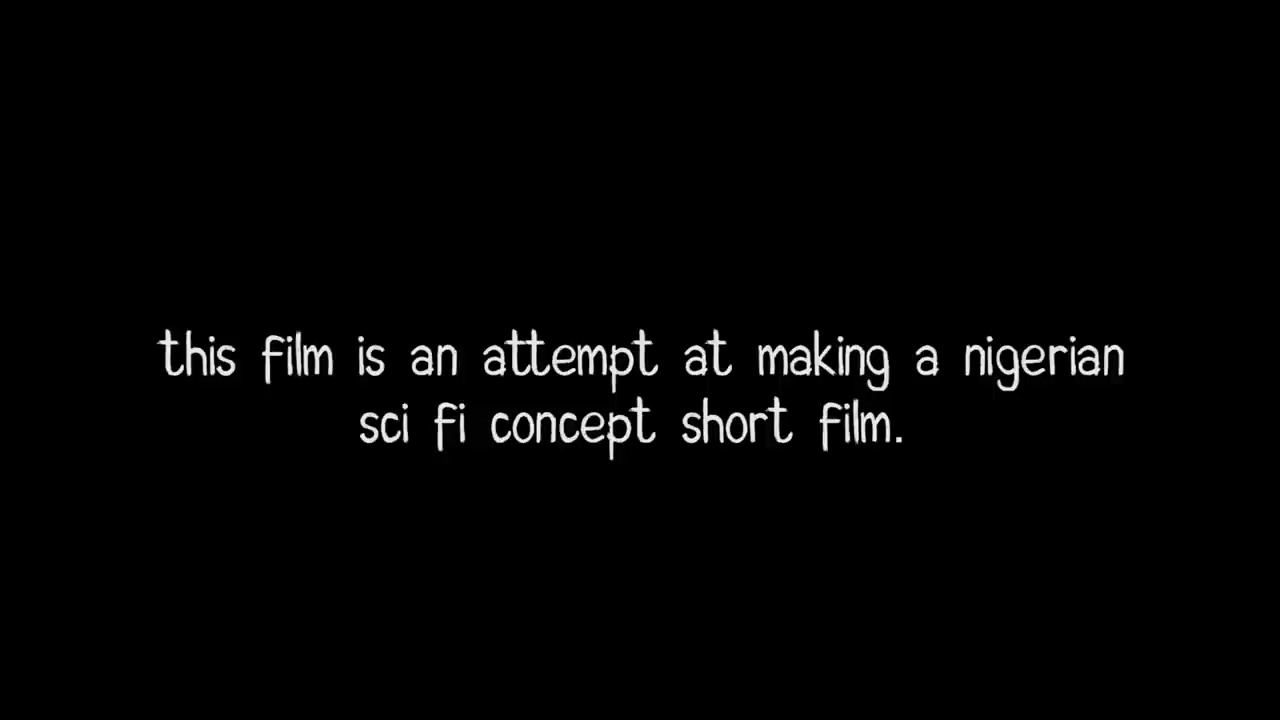 this film is an attempt at making a nigerian
sci fi concept short film.